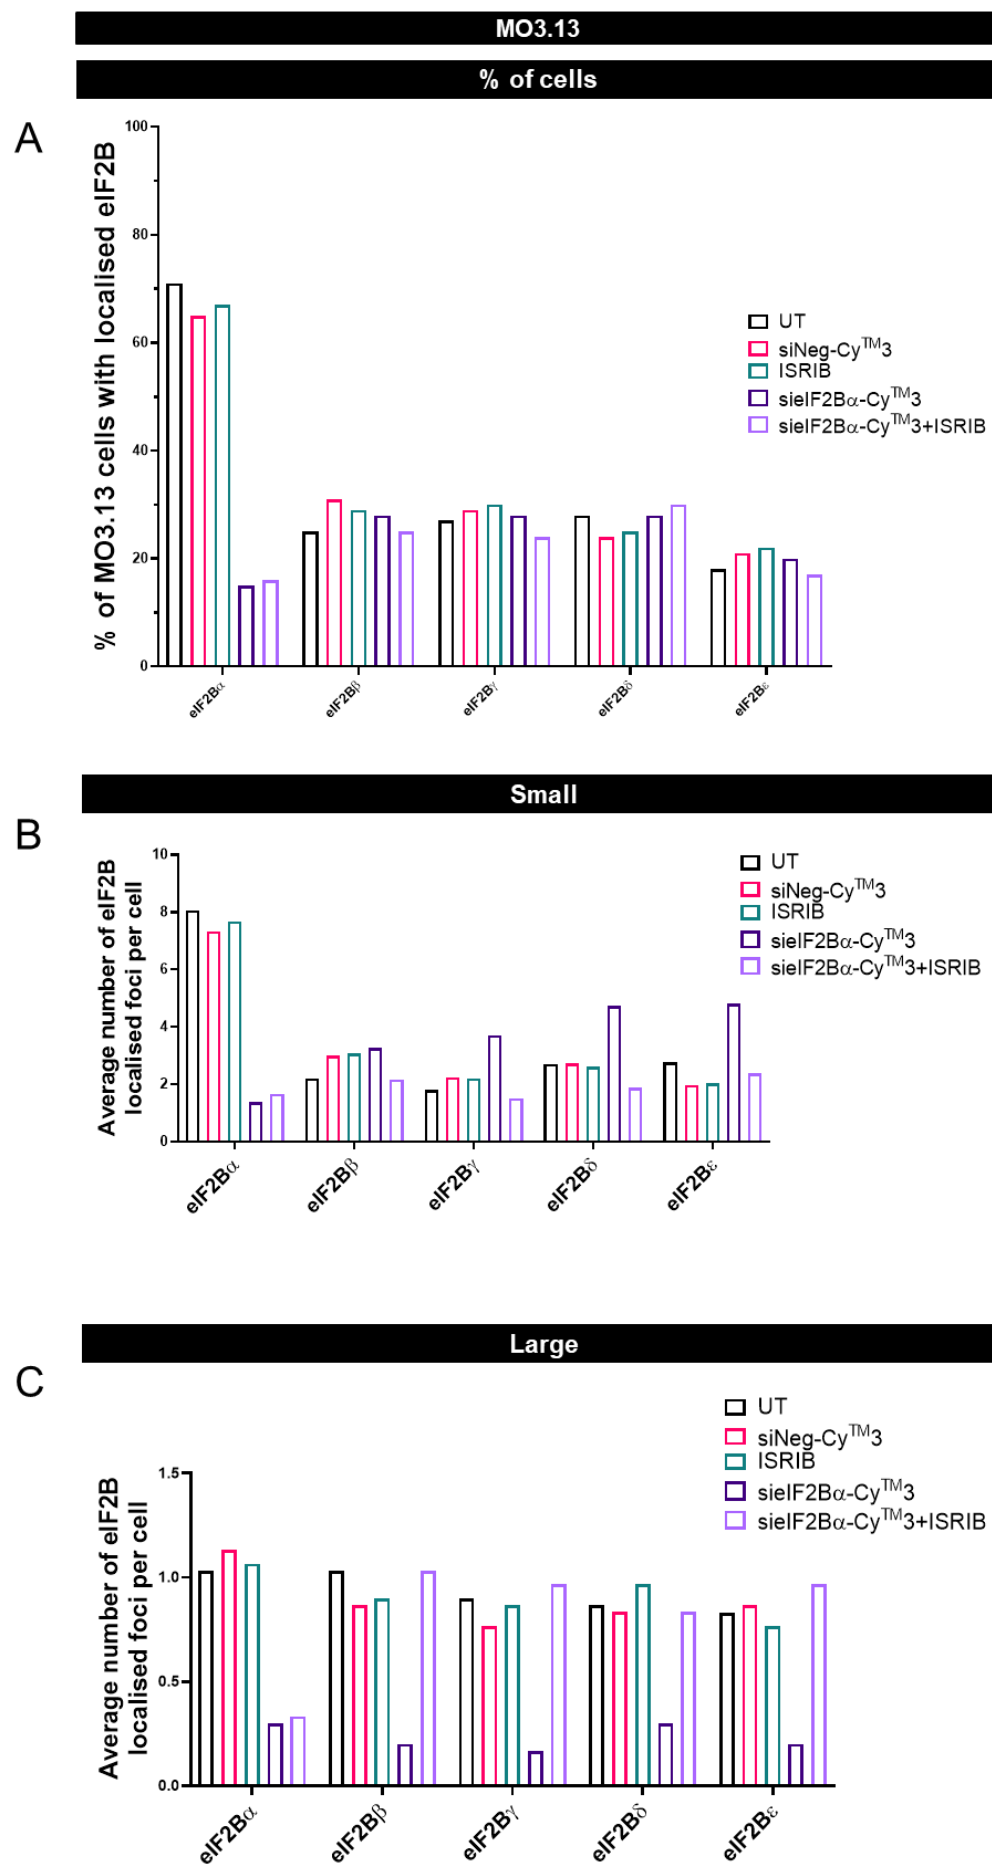 MO3.13
% of cells
A
% of MO3.13 cells with localised eIF2B
100
80
60
40
20
0
eIF2Bα
eIF2Bβ
eIF2Bγ
eIF2Bδ
eIF2Bε
UT
siNeg-Cy™3
ISRIB
sieIF2Bα-Cy™3
sieIF2Bα-Cy™3+ISRIB
Small
B
Average number of eIF2B
localised foci per cell
10
8
6
4
2
0
eIF2Bα
eIF2Bβ
eIF2Bγ
eIF2Bδ
eIF2Bε
UT
siNeg-Cy™3
ISRIB
sieIF2Bα-Cy™3
sieIF2Bα-Cy™3+ISRIB
Large
C
Average number of eIF2B
localised foci per cell
1.5
1.0
0.5
0.0
eIF2Bα
eIF2Bβ
eIF2Bγ
eIF2Bδ
eIF2Bε
UT
siNeg-Cy™3
ISRIB
sieIF2Bα-Cy™3
sieIF2Bα-Cy™3+ISRIB